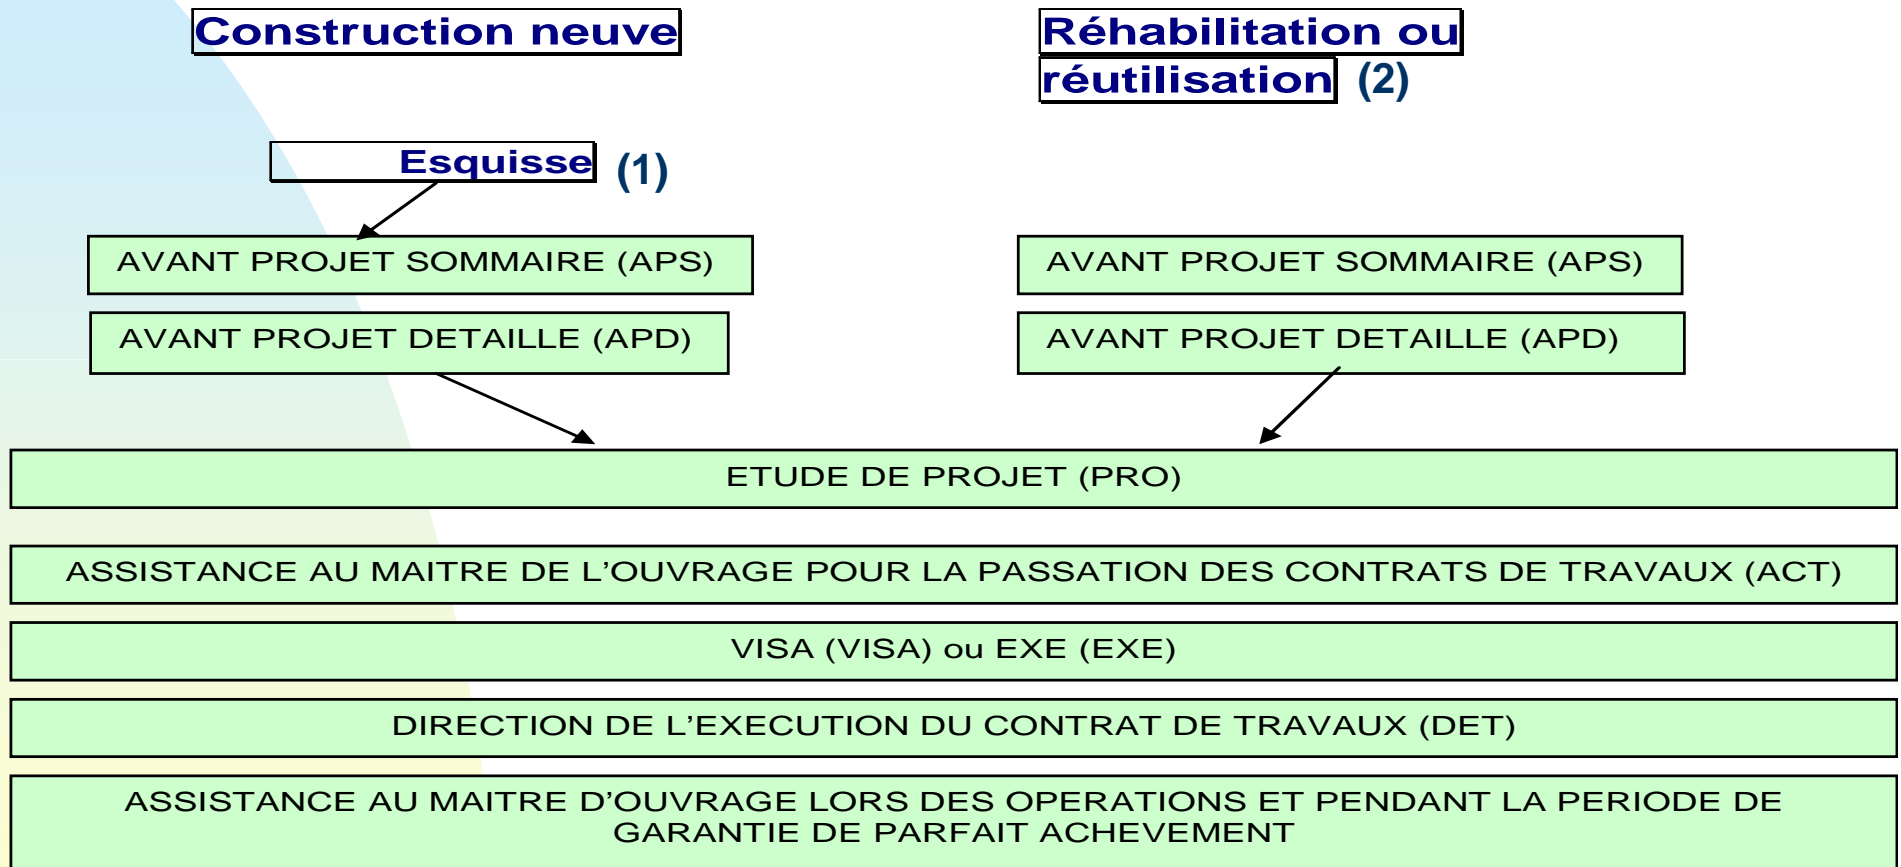 Construction neuve
Réhabilitation ou
réutilisation (2)
Esquisse (1)
AVANT PROJET SOMMAIRE (APS)
AVANT PROJET SOMMAIRE (APS)
AVANT PROJET DETAILLE (APD)
AVANT PROJET DETAILLE (APD)
ETUDE DE PROJET (PRO)
ASSISTANCE AU MAITRE DE L’OUVRAGE POUR LA PASSATION DES CONTRATS DE TRAVAUX (ACT)
VISA (VISA) ou EXE (EXE)
DIRECTION DE L’EXECUTION DU CONTRAT DE TRAVAUX (DET)
ASSISTANCE AU MAITRE D’OUVRAGE LORS DES OPERATIONS ET PENDANT LA PERIODE DE
GARANTIE DE PARFAIT ACHEVEMENT